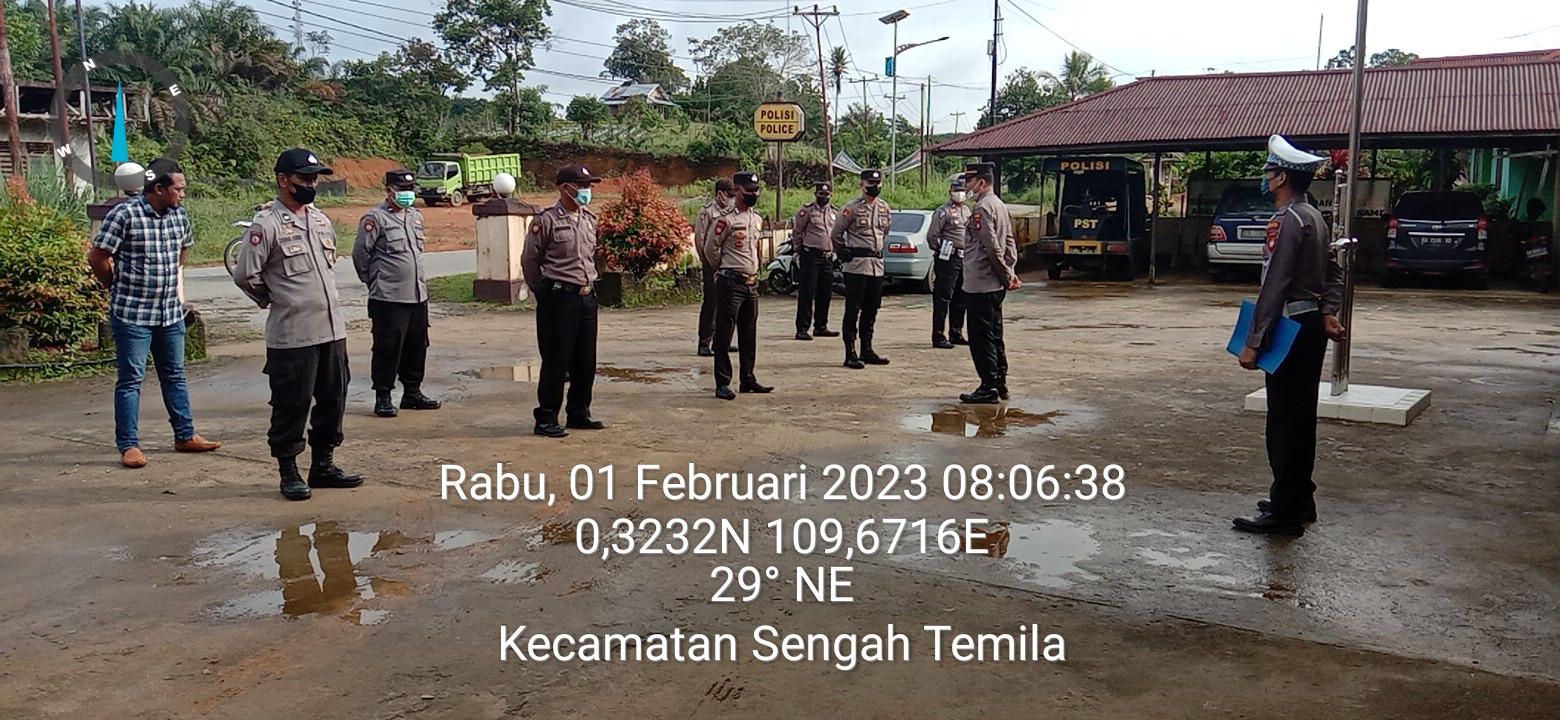 N
E
W
S
POLISI
POLICE
POLISI
PST
Rabu, 01 Februari 2023 08:06:38
0,3232N 109,6716E
29° NE
Kecamatan Sengah Temila